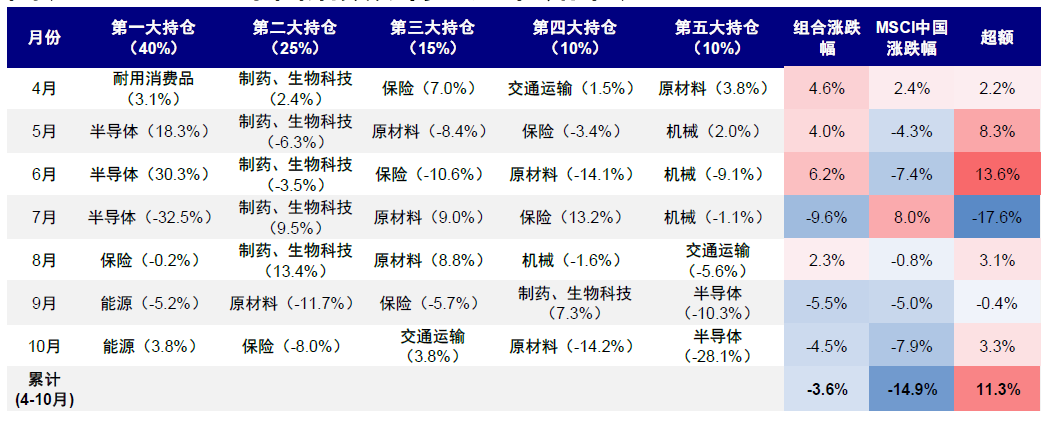 月份 第一大持仓（40%） 第二大持仓（25%） 第三大持仓（15%） 第四大持仓（10%） 第五大持仓（10%） 组合涨跌幅 MSCI中国涨跌幅 超额
4月 耐用消费品（3.1%） 制药、生物科技（2.4%） 保险（7.0%） 交通运输（1.5%） 原材料（3.8%） 4.6% 2.4% 2.2%
5月 半导体（18.3%） 制药、生物科技（-6.3%） 原材料（-8.4%） 保险（-3.4%） 机械（2.0%） 4.0% -4.3% 8.3%
6月 半导体（30.3%） 制药、生物科技（-3.5%） 保险（-10.6%） 原材料（-14.1%） 机械（-9.1%） 6.2% -7.4% 13.6%
7月 半导体（-32.5%） 制药、生物科技（9.5%） 原材料（9.0%） 保险（13.2%） 机械（-1.1%） -9.6% 8.0% -17.6%
8月 保险（-0.2%） 制药、生物科技（13.4%） 原材料（8.8%） 机械（-1.6%） 交通运输（-5.6%） 2.3% -0.8% 3.1%
9月 能源（-5.2%） 原材料（-11.7%） 保险（-5.7%） 制药、生物科技（7.3%） 半导体（-10.3%） -5.5% -5.0% -0.4%
10月 能源（3.8%） 保险（-8.0%） 交通运输（3.8%） 原材料（-14.2%） 半导体（-28.1%） -4.5% -7.9% 3.3%
累计(4-10月) -3.6% -14.9% 11.3%